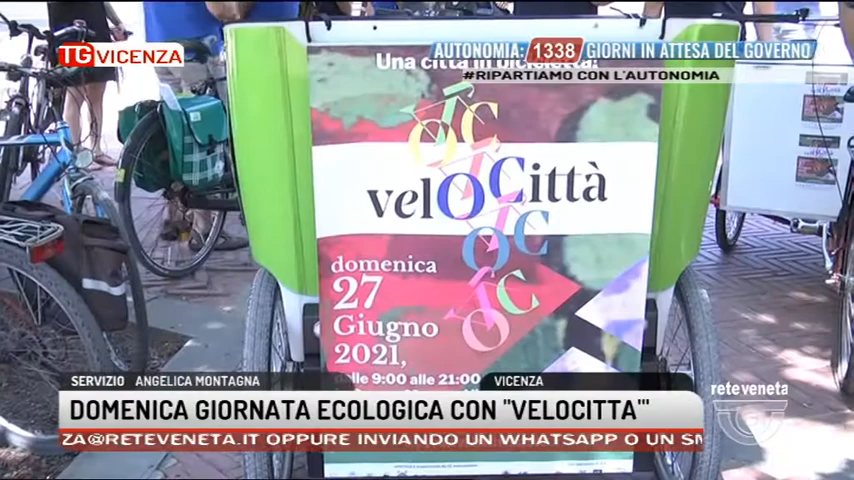 TGVICENZA
AUTONOMIA: 1338 GIORNI IN ATTESA DEL GOVERNO
#RIPARTIAMO CON L'AUTONOMIA
Una città in bicicletta!
velOCittà
domenica
27
Giugno
2021,
dalle 9:00 alle 21:00
SERVIZIO ANGELICA MONTAGNA
VICENZA
DOMENICA GIORNATA ECOLOGICA CON "VELOCITTA'"
reteveneta
ZA@RETEVENETA.IT OPPURE INVIANDO UN WHATSAPP O UN SM